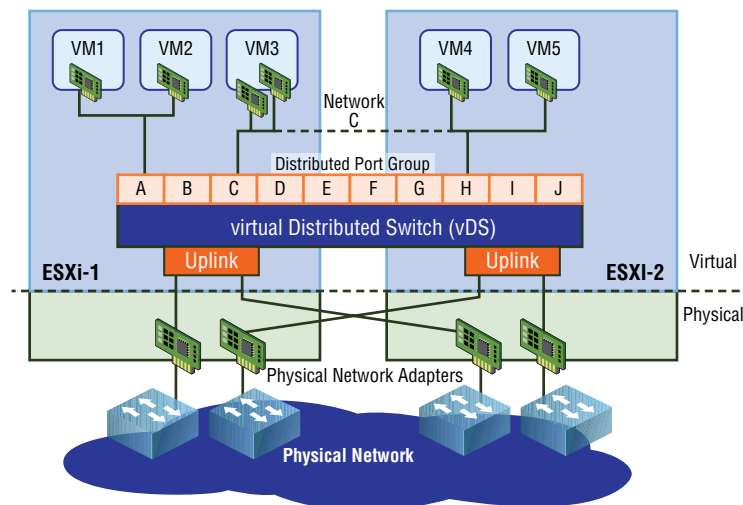 VM1 VM2 VM3 VM4 VM5
Network
C
Distributed Port Group
A B C D E F G H I J
virtual Distributed Switch (vDS)
ESXi-1 Uplink Uplink ESXI-2
Virtual
Physical
Physical Network Adapters
Physical Network